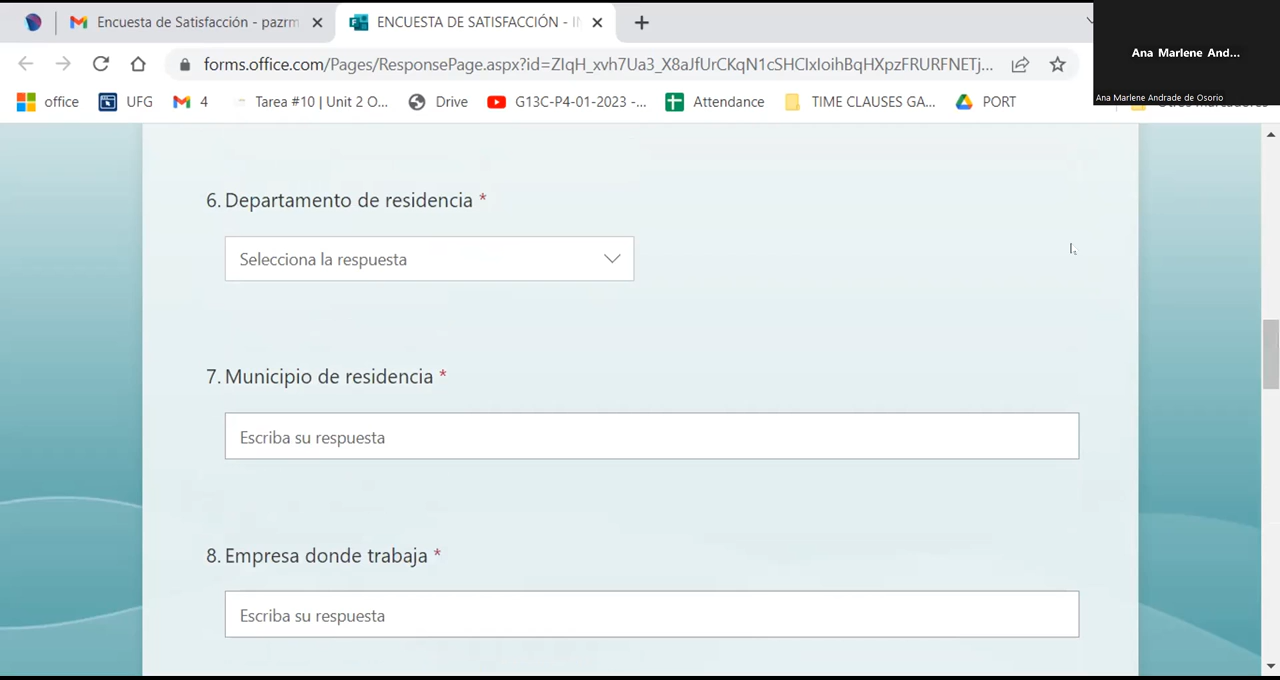 Encuesta de Satisfacción - pazrm
ENCUESTA DE SATISFACCIÓN - I
Ana Marlene And...
Ana Marlene Andrade de Osorio
forms.office.com/Pages/ResponsePage.aspx?id=ZIqH_xvh7Ua3_X8aJfUrCKqN1cSHCIxIoihBqHXpzFRURFNETj...
office
UFG
4
Tarea #10 | Unit 2 O...
Drive
G13C-P4-01-2023 -...
Attendance
TIME CLAUSES GA...
PORT
6. Departamento de residencia *
Selecciona la respuesta
7. Municipio de residencia *
Escriba su respuesta
8. Empresa donde trabaja *
Escriba su respuesta